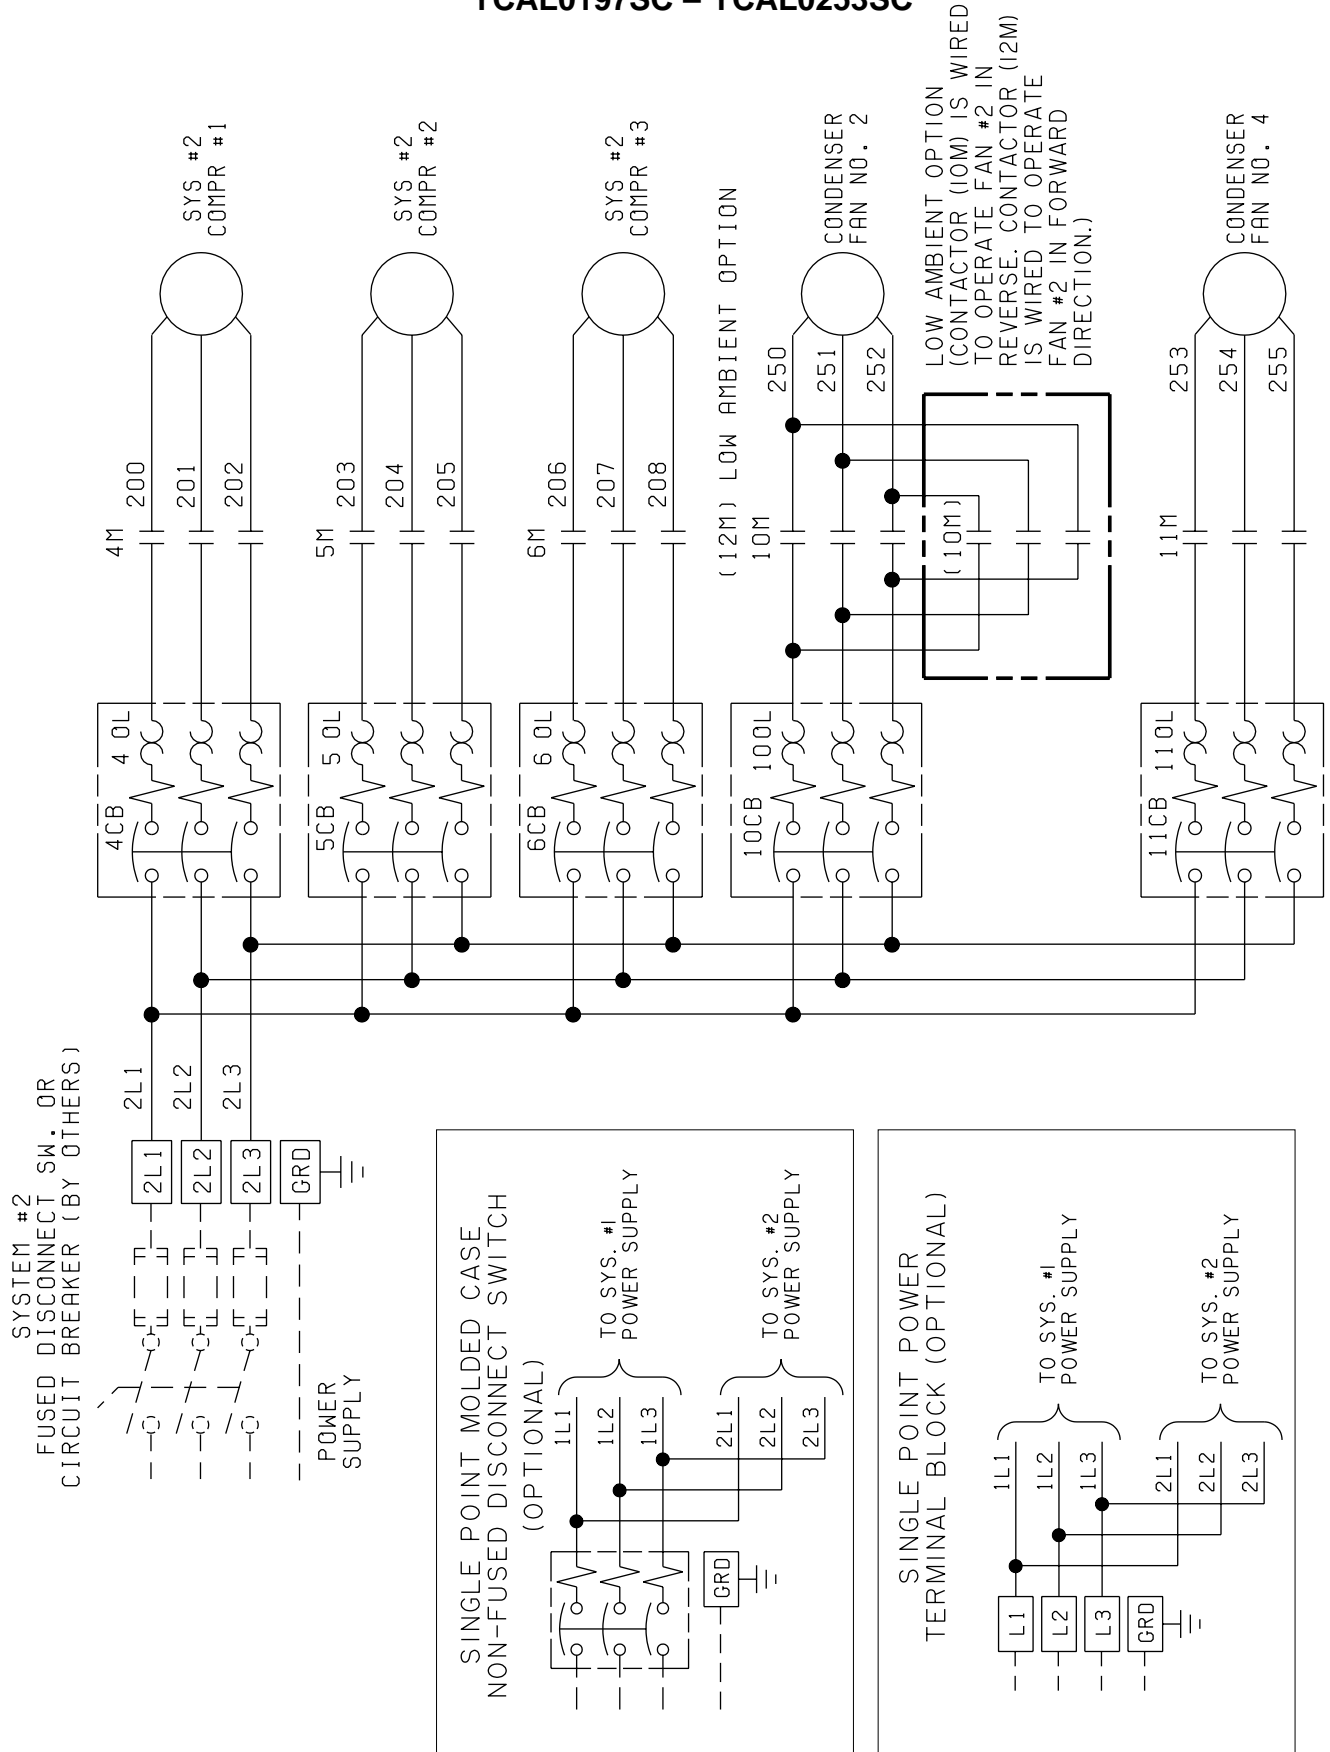 YCAL0197SC – YCAL0253SC
SYSTEM #2
FUSED DISCONNECT SW. OR
CIRCUIT BREAKER (BY OTHERS)
POWER
SUPPLY
2L1
2L2
2L3
GRD
2L1
2L2
2L3
4CB
4 OL
4M
200
201
202
SYS #2
COMPR #1
5CB
5 OL
5M
203
204
205
SYS #2
COMPR #2
6CB
6 OL
6M
206
207
208
SYS #2
COMPR #3
(12M) LOW AMBIENT OPTION
10CB
10OL
10M
250
251
252
CONDENSER
FAN NO. 2
(10M)
LOW AMBIENT OPTION
(CONTACTOR (10M) IS WIRED
TO OPERATE FAN #2 IN
REVERSE. CONTACTOR (12M)
IS WIRED TO OPERATE
FAN #2 IN FORWARD
DIRECTION.)
11CB
11OL
11M
253
254
255
CONDENSER
FAN NO. 4
SINGLE POINT MOLDED CASE
NON-FUSED DISCONNECT SWITCH
(OPTIONAL)
1L1
1L2
1L3
TO SYS. #1
POWER SUPPLY
2L1
2L2
2L3
TO SYS. #2
POWER SUPPLY
GRD
SINGLE POINT POWER
TERMINAL BLOCK (OPTIONAL)
L1
L2
L3
GRD
1L1
1L2
1L3
TO SYS. #1
POWER SUPPLY
2L1
2L2
2L3
TO SYS. #2
POWER SUPPLY